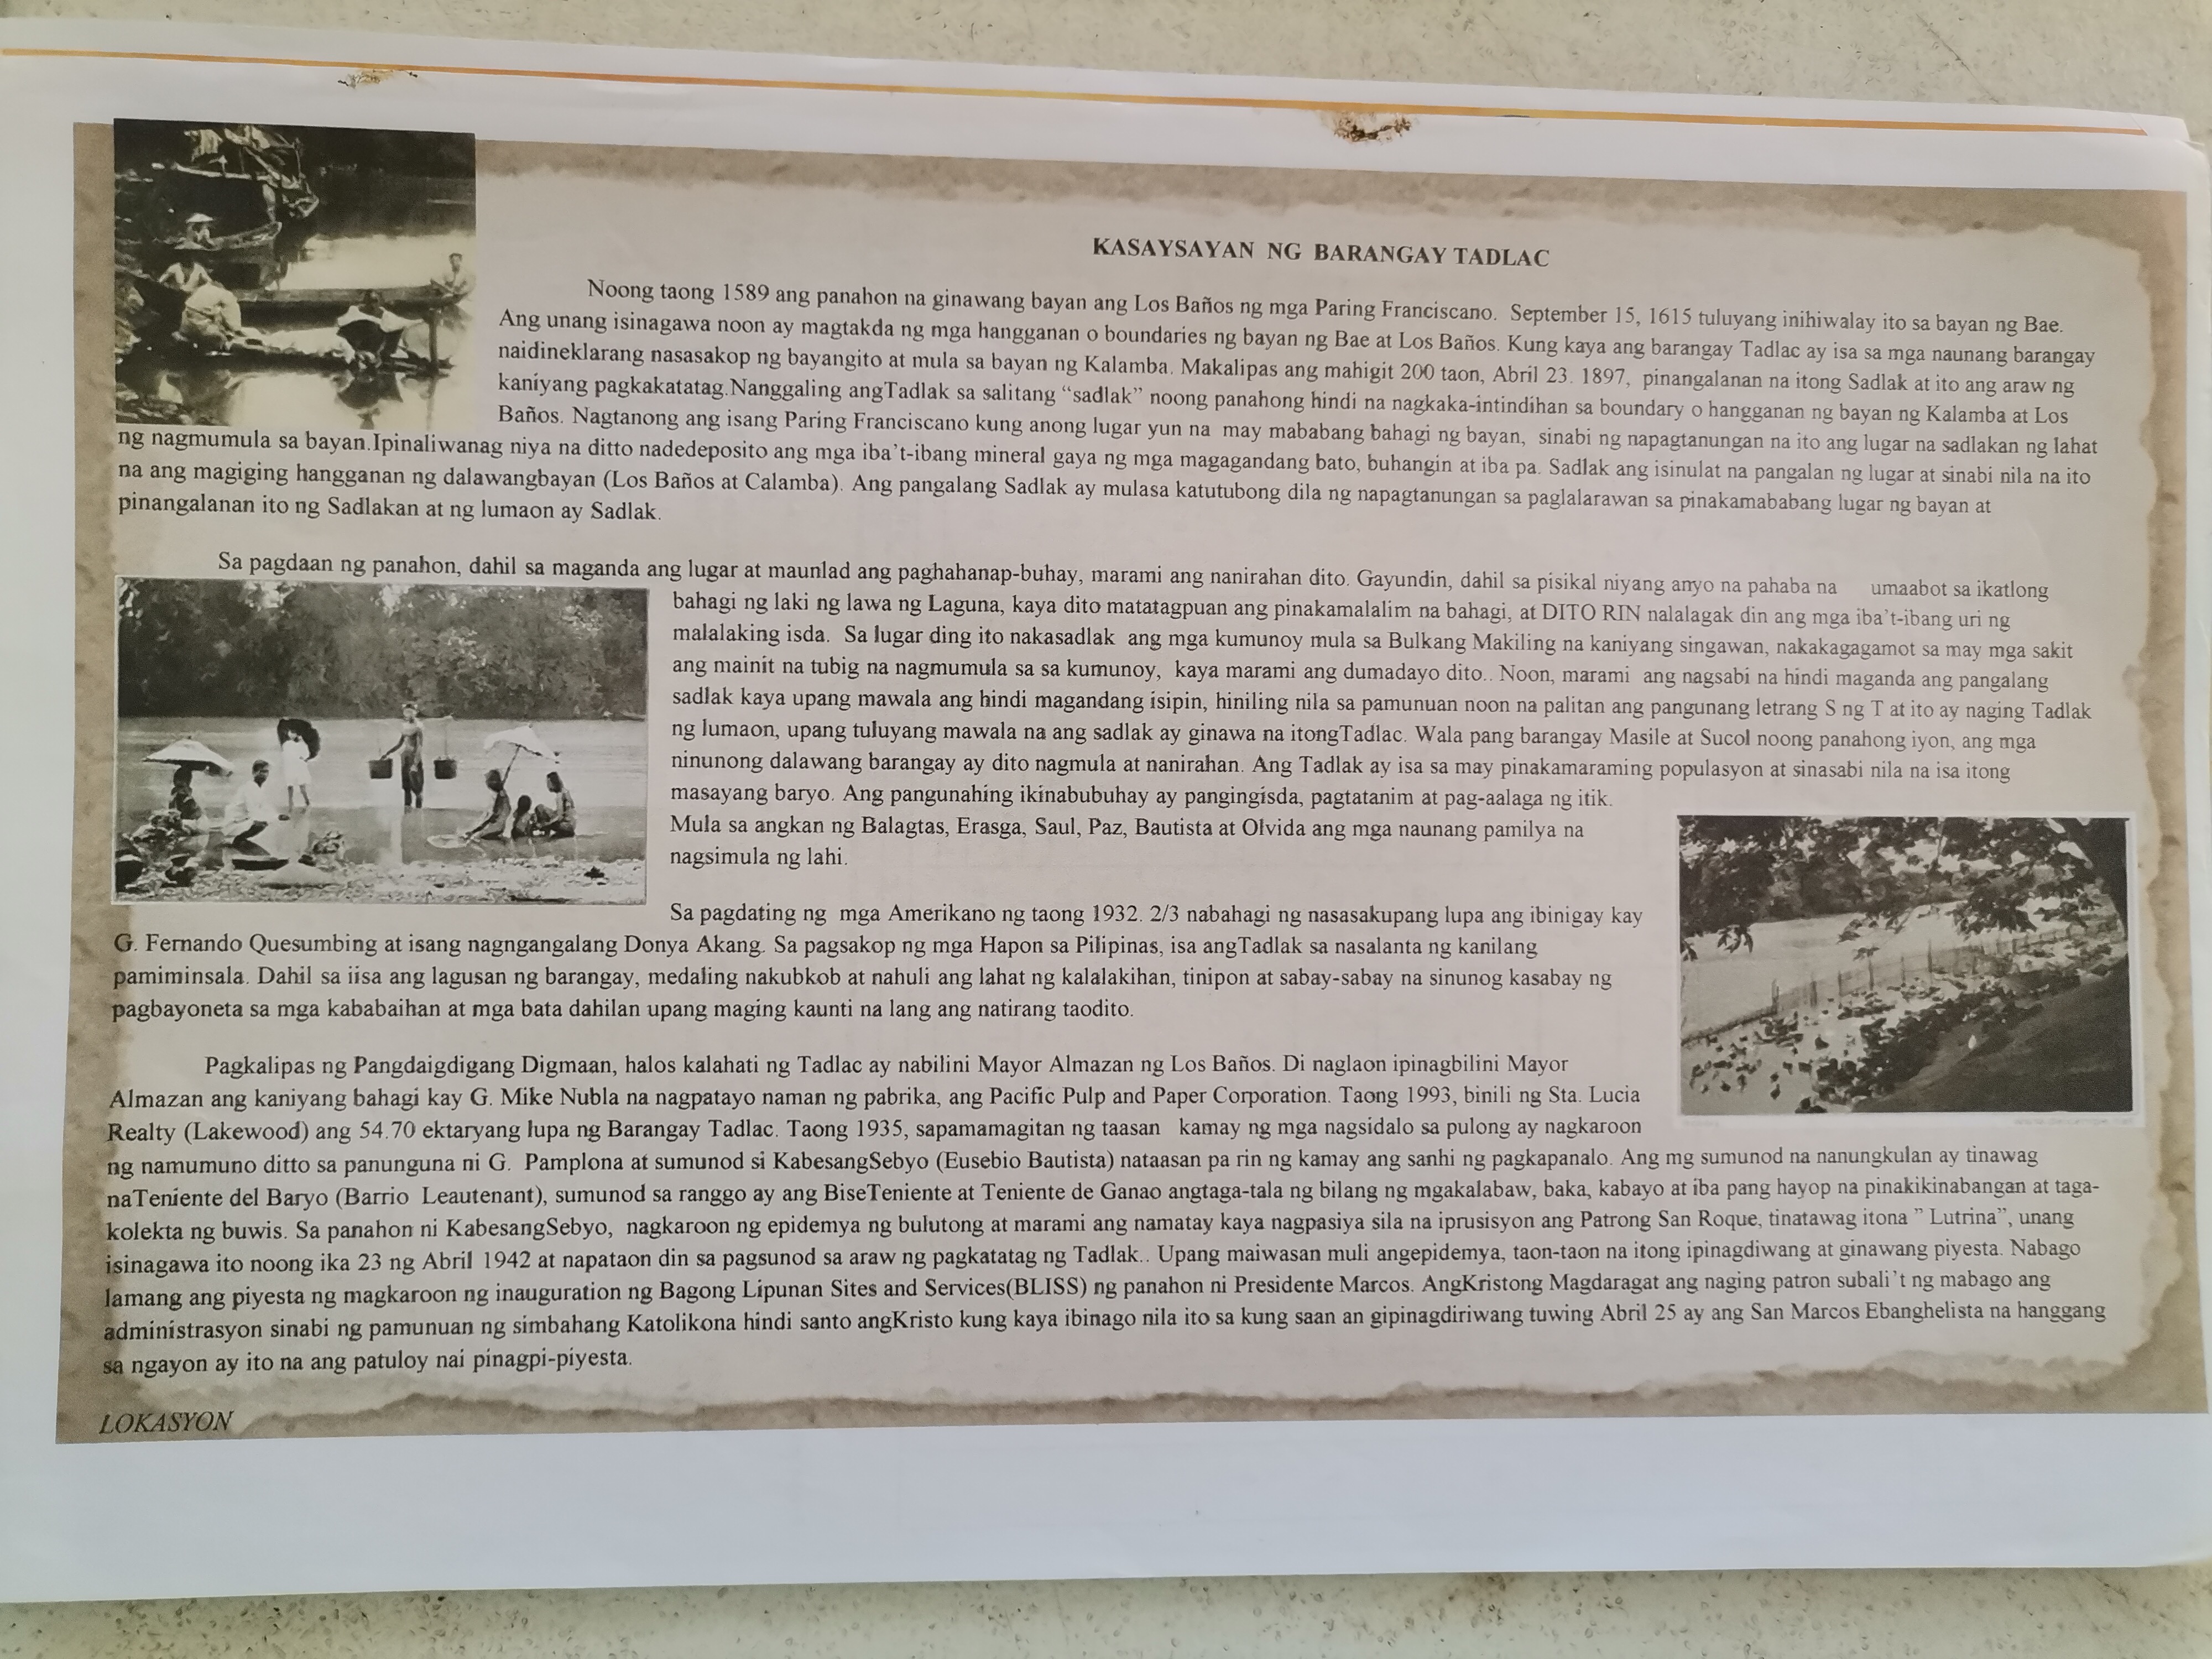 KASAYSAYAN NG BARANGAY TADLAC
Noong taong 1589 ang panahon na ginawang bayan ang Los Baños ng mga Paring Franciscano. September 15, 1615 tuluyang inihiwalay ito sa bayan ng Bae.
Ang unang isinagawa noon ay magtakda ng mga hangganan o boundaries ng bayan ng Bae at Los Baños. Kung kaya ang barangay Tadlac ay isa sa mga naunang barangay
naidineklarang nasasakop ng bayangito at mula sa bayan ng Kalamba. Makalipas ang mahigit 200 taon, Abril 23. 1897, pinangalanan na itong Sadlak at ito ang araw ng
kaniyang pagkakatatag.Nanggaling angTadlak sa salitang “sadlak” noong panahong hindi na nagkaka-intindihan sa boundary o hangganan ng bayan ng Kalamba at Los
Baños. Nagtanong ang isang Paring Franciscano kung anong lugar yun na may mababang bahagi ng bayan, sinabi ng napagtanungan na ito ang lugar na sadlakan ng lahat
ng nagmumula sa bayan.Ipinaliwanag niya na ditto nadedeposito ang mga iba’t-ibang mineral gaya ng mga magagandang bato, buhangin at iba pa. Sadlak ang isinulat na pangalan ng lugar at sinabi nila na ito
na ang magiging hangganan ng dalawangbayan (Los Baños at Calamba). Ang pangalang Sadlak ay mulasa katutubong dila ng napagtanungan sa paglalarawan sa pinakamababang lugar ng bayan at
pinangalanan ito ng Sadlakan at ng lumaon ay Sadlak.
Sa pagdaan ng panahon, dahil sa maganda ang lugar at maunlad ang paghahanap-buhay, marami ang nanirahan dito. Gayundin, dahil sa pisikal niyang anyo na pahaba na umaabot sa ikatlong
bahagi ng laki ng lawa ng Laguna, kaya dito matatagpuan ang pinakamalalim na bahagi, at DITO RIN nalalagak din ang mga iba’t-ibang uri ng
malalaking isda. Sa lugar ding ito nakasadlak ang mga kumunoy mula sa Bulkang Makiling na kaniyang singawan, nakakagagamot sa may mga sakit
ang mainit na tubig na nagmumula sa sa kumunoy, kaya marami ang dumadayo dito.. Noon, marami ang nagsabi na hindi maganda ang pangalang
sadlak kaya upang mawala ang hindi magandang isipin, hiniling nila sa pamunuan noon na palitan ang pangunang letrang S ng T at ito ay naging Tadlak
ng lumaon, upang tuluyang mawala na ang sadlak ay ginawa na itongTadlac. Wala pang barangay Masile at Sucol noong panahong iyon, ang mga
ninunong dalawang barangay ay dito nagmula at nanirahan. Ang Tadlak ay isa sa may pinakamaraming populasyon at sinasabi nila na isa itong
masayang baryo. Ang pangunahing ikinabubuhay ay pangingisda, pagtatanim at pag-aalaga ng itik.
Mula sa angkan ng Balagtas, Erasga, Saul, Paz, Bautista at Olvida ang mga naunang pamilya na
nagsimula ng lahi.
Sa pagdating ng mga Amerikano ng taong 1932. 2/3 nabahagi ng nasasakupang lupa ang ibinigay kay
G. Fernando Quesumbing at isang nagngangalang Donya Akang. Sa pagsakop ng mga Hapon sa Pilipinas, isa angTadlak sa nasalanta ng kanilang
pamiminsala. Dahil sa iisa ang lagusan ng barangay, medaling nakubkob at nahuli ang lahat ng kalalakihan, tinipon at sabay-sabay na sinunog kasabay ng
pagbayoneta sa mga kababaihan at mga bata dahilan upang maging kaunti na lang ang natirang taodito.
Pagkalipas ng Pangdaigdigang Digmaan, halos kalahati ng Tadlac ay nabilini Mayor Almazan ng Los Baños. Di naglaon ipinagbilini Mayor
Almazan ang kaniyang bahagi kay G. Mike Nubla na nagpatayo naman ng pabrika, ang Pacific Pulp and Paper Corporation. Taong 1993, binili ng Sta. Lucia
Realty (Lakewood) ang 54.70 ektaryang lupa ng Barangay Tadlac. Taong 1935, sapamamagitan ng taasan kamay ng mga nagsidalo sa pulong ay nagkaroon
ng namumuno ditto sa panunguna ni G. Pamplona at sumunod si KabesangSebyo (Eusebio Bautista) nataasan pa rin ng kamay ang sanhi ng pagkapanalo. Ang mg sumunod na nanungkulan ay tinawag
naTeniente del Baryo (Barrio Leautenant), sumunod sa ranggo ay ang BiseTeniente at Teniente de Ganao angtaga-tala ng bilang ng mgakalabaw, baka, kabayo at iba pang hayop na pinakikinabangan at taga-
kolekta ng buwis. Sa panahon ni KabesangSebyo, nagkaroon ng epidemya ng bulutong at marami ang namatay kaya nagpasiya sila na iprusisyon ang Patrong San Roque, tinatawag itona ” Lutrina”, unang
isinagawa ito noong ika 23 ng Abril 1942 at napataon din sa pagsunod sa araw ng pagkatatag ng Tadlak.. Upang maiwasan muli angepidemya, taon-taon na itong ipinagdiwang at ginawang piyesta. Nabago
lamang ang piyesta ng magkaroon ng inauguration ng Bagong Lipunan Sites and Services(BLISS) ng panahon ni Presidente Marcos. AngKristong Magdaragat ang naging patron subali’t ng mabago ang
administrasyon sinabi ng pamunuan ng simbahang Katolikona hindi santo angKristo kung kaya ibinago nila ito sa kung saan an gipinagdiriwang tuwing Abril 25 ay ang San Marcos Ebanghelista na hanggang
sa ngayon ay ito na ang patuloy nai pinagpi-piyesta.
LOKASYON